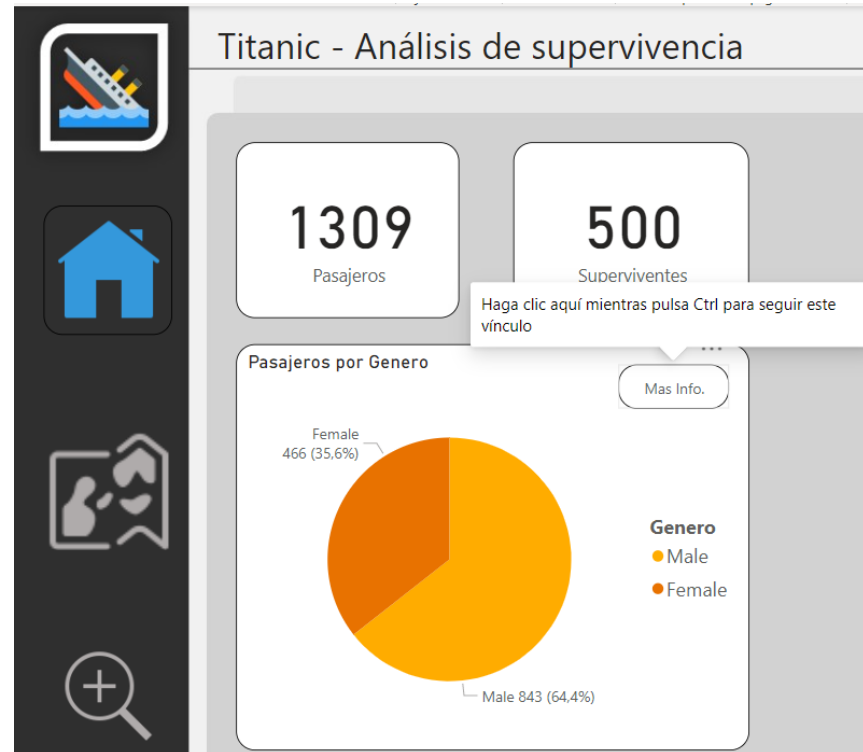 Titanic - Análisis de supervivencia
1309
Pasajeros
500
Superviventes
Haga clic aquí mientras pulsa Ctrl para seguir este
vínculo
Pasajeros por Genero
Mas Info.
Female
466 (35,6%)
Genero
Male
Female
Male 843 (64,4%)